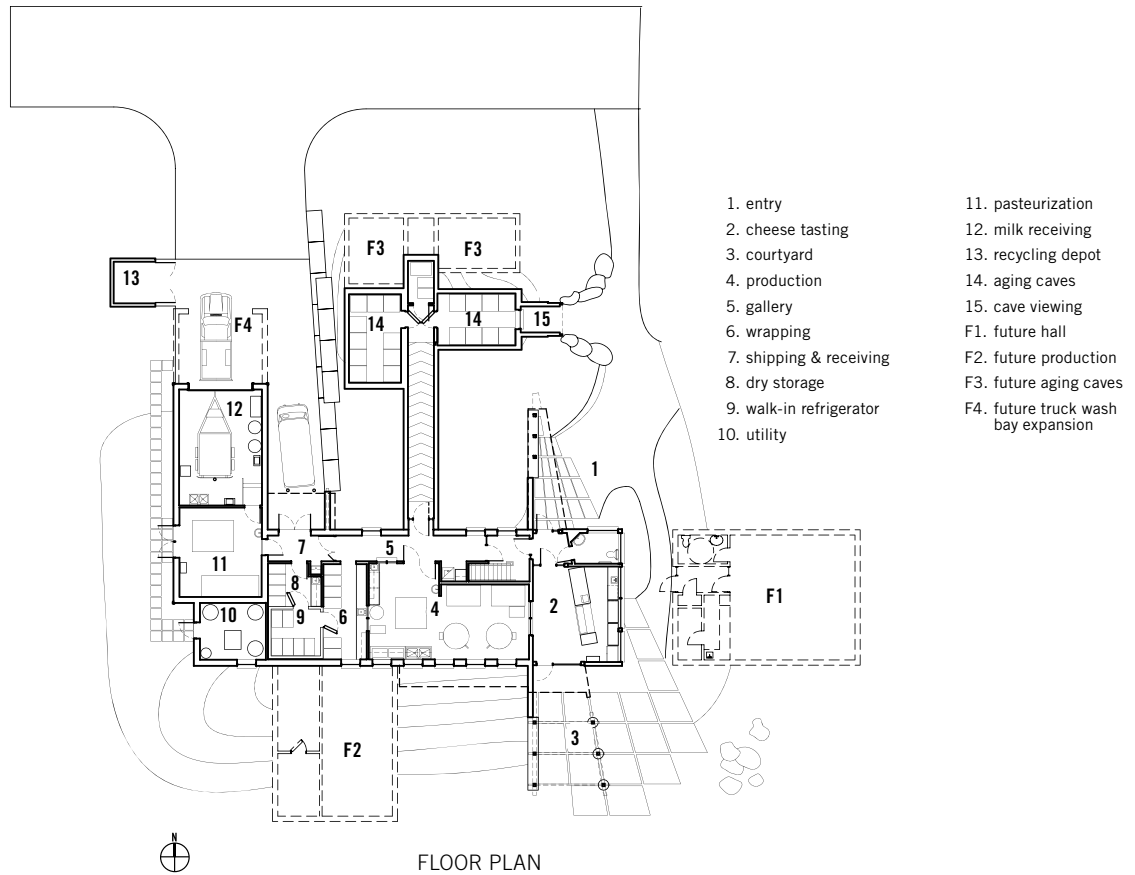 F3
F3
13
F4
14
14
15
12
1
7
5
11
8
4
2
10
9
6
F1
3
F2
1. entry
2. cheese tasting
3. courtyard
4. production
5. gallery
6. wrapping
7. shipping & receiving
8. dry storage
9. walk-in refrigerator
10. utility
11. pasteurization
12. milk receiving
13. recycling depot
14. aging caves
15. cave viewing
F1. future hall
F2. future production
F3. future aging caves
F4. future truck wash
bay expansion
N
FLOOR PLAN